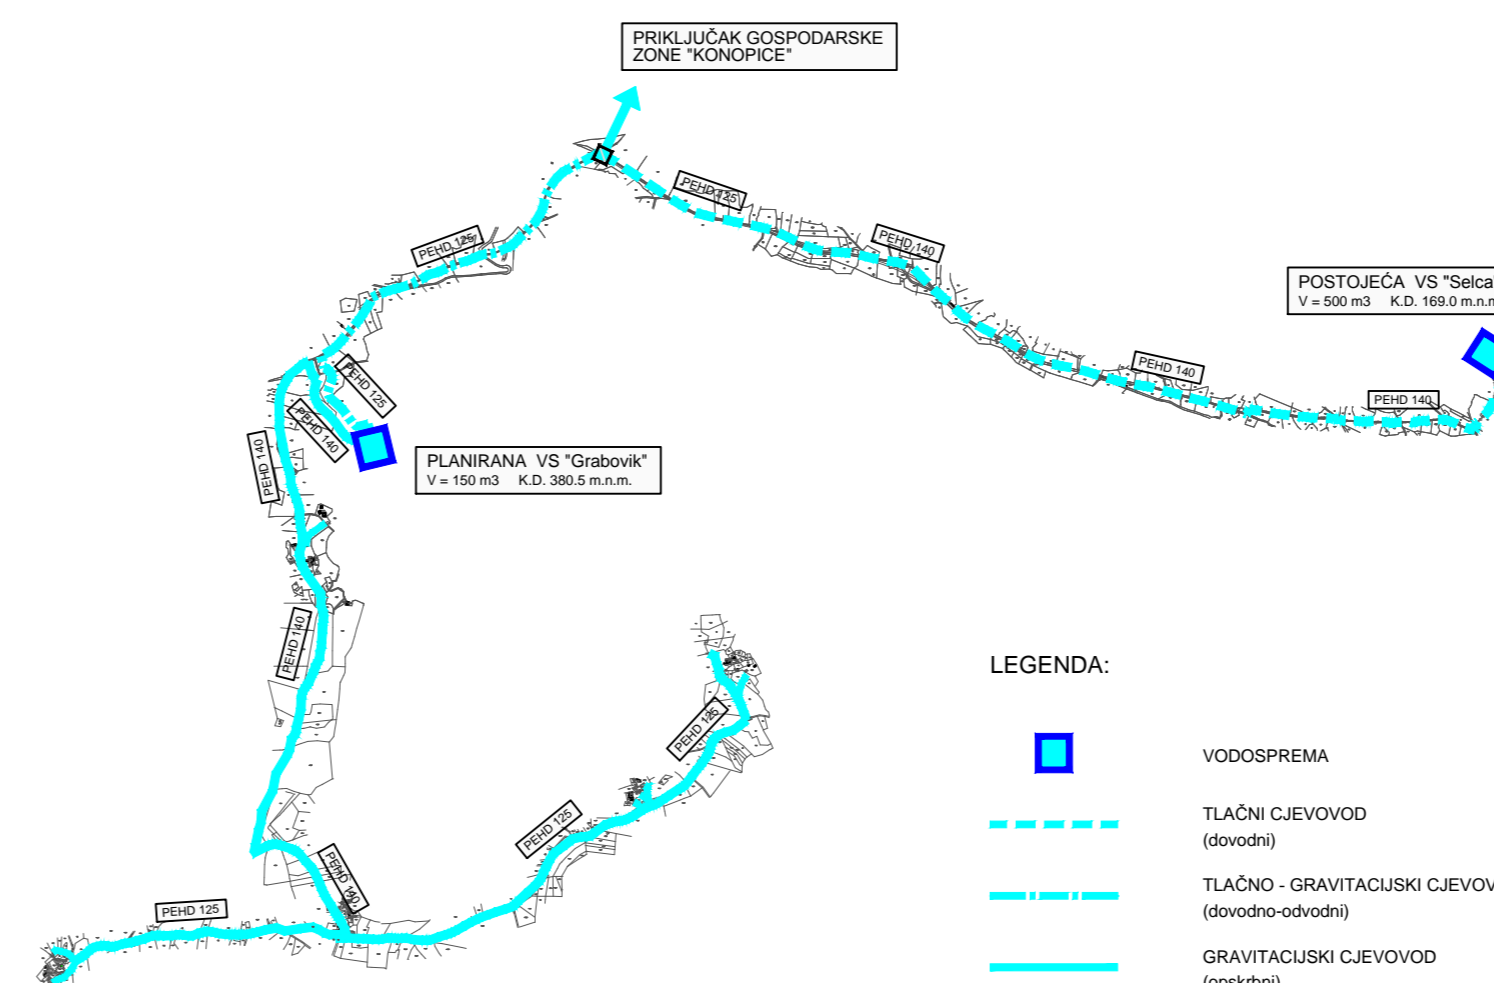 PRIKLJUČAK GOSPODARSKE
ZONE "KONOPICE"
PEHD 125
PEHD 125
PEHD 140
POSTOJEĆA VS "Selca"
V = 500 m3 K.D. 169.0 m.n.m
PEHD 140
PEHD 140
PEHD 125
PEHD 140
PEHD 140
PLANIRANA VS "Grabovik"
V = 150 m3 K.D. 380.5 m.n.m.
PEHD 140
PEHD 125
PEHD 125
PEHD 140
PEHD 125
LEGENDA:
VODOSPREMA
TLAČNI CJEVOVOD
(dovodni)
TLAČNO - GRAVITACIJSKI CJEVOV
(dovodno-odvodni)
GRAVITACIJSKI CJEVOVOD
(opskrbni)